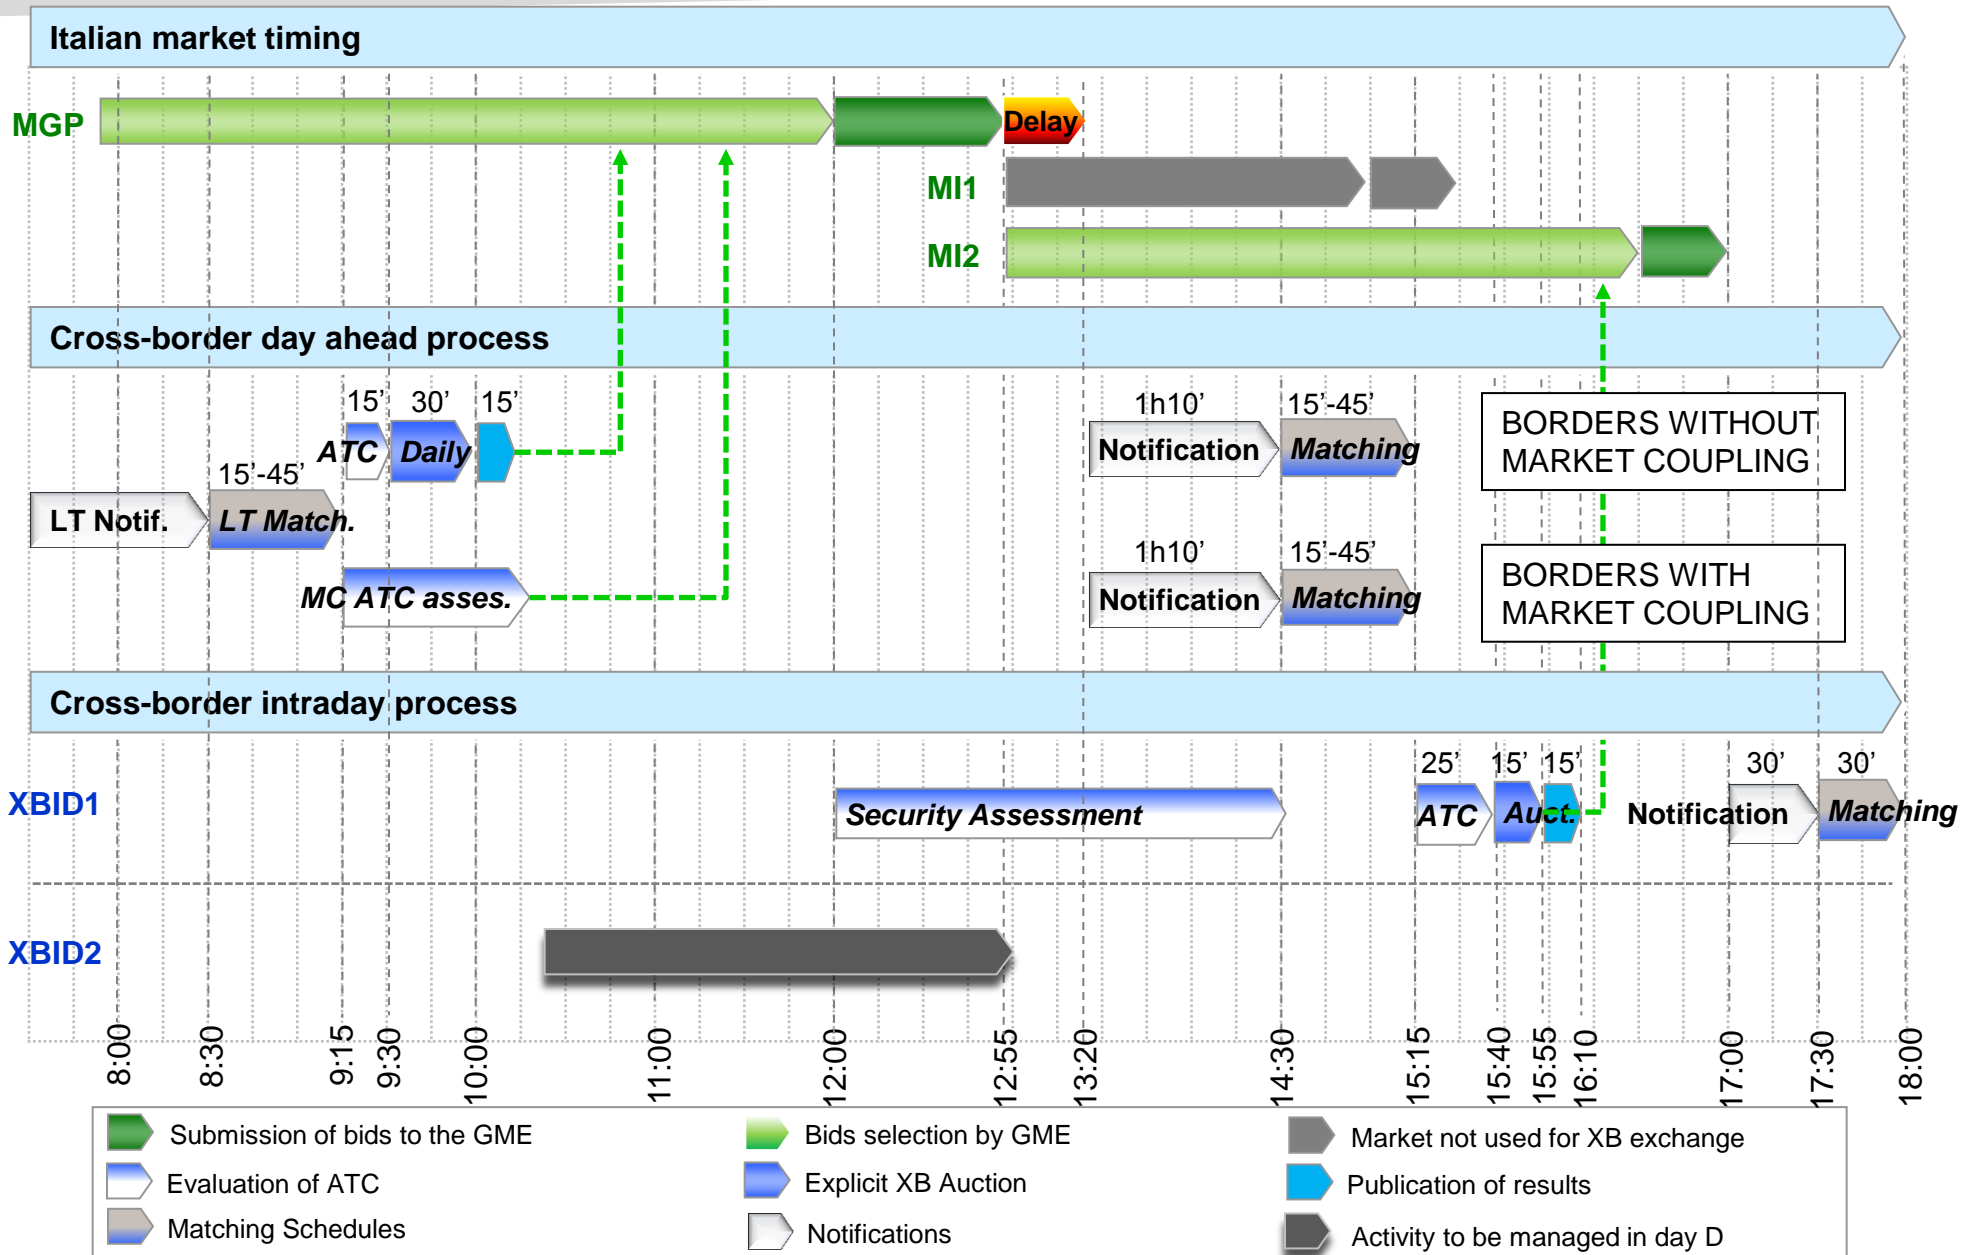 Italian market timing
MGP
Delay
MI1
MI2
Cross-border day ahead process
15’ 30’ 15’
ATC Daily
1h10’ 15’-45’
Notification Matching
BORDERS WITHOUT
MARKET COUPLING
15’-45’
LT Notif. LT Match.
MC ATC asses.
1h10’ 15’-45’
Notification Matching
BORDERS WITH
MARKET COUPLING
Cross-border intraday process
XBID1
Security Assessment
25’ 15’ 15’ 30’ 30’
ATC Auct. Notification Matching
XBID2
8:00 8:30 9:15 9:30 10:00 11:00 12:00 12:55 13:20 14:30 15:15 15:40 15:55 16:10 17:00 17:30 18:00
Submission of bids to the GME
Bids selection by GME
Market not used for XB exchange
Evaluation of ATC
Explicit XB Auction
Publication of results
Matching Schedules
Notifications
Activity to be managed in day D